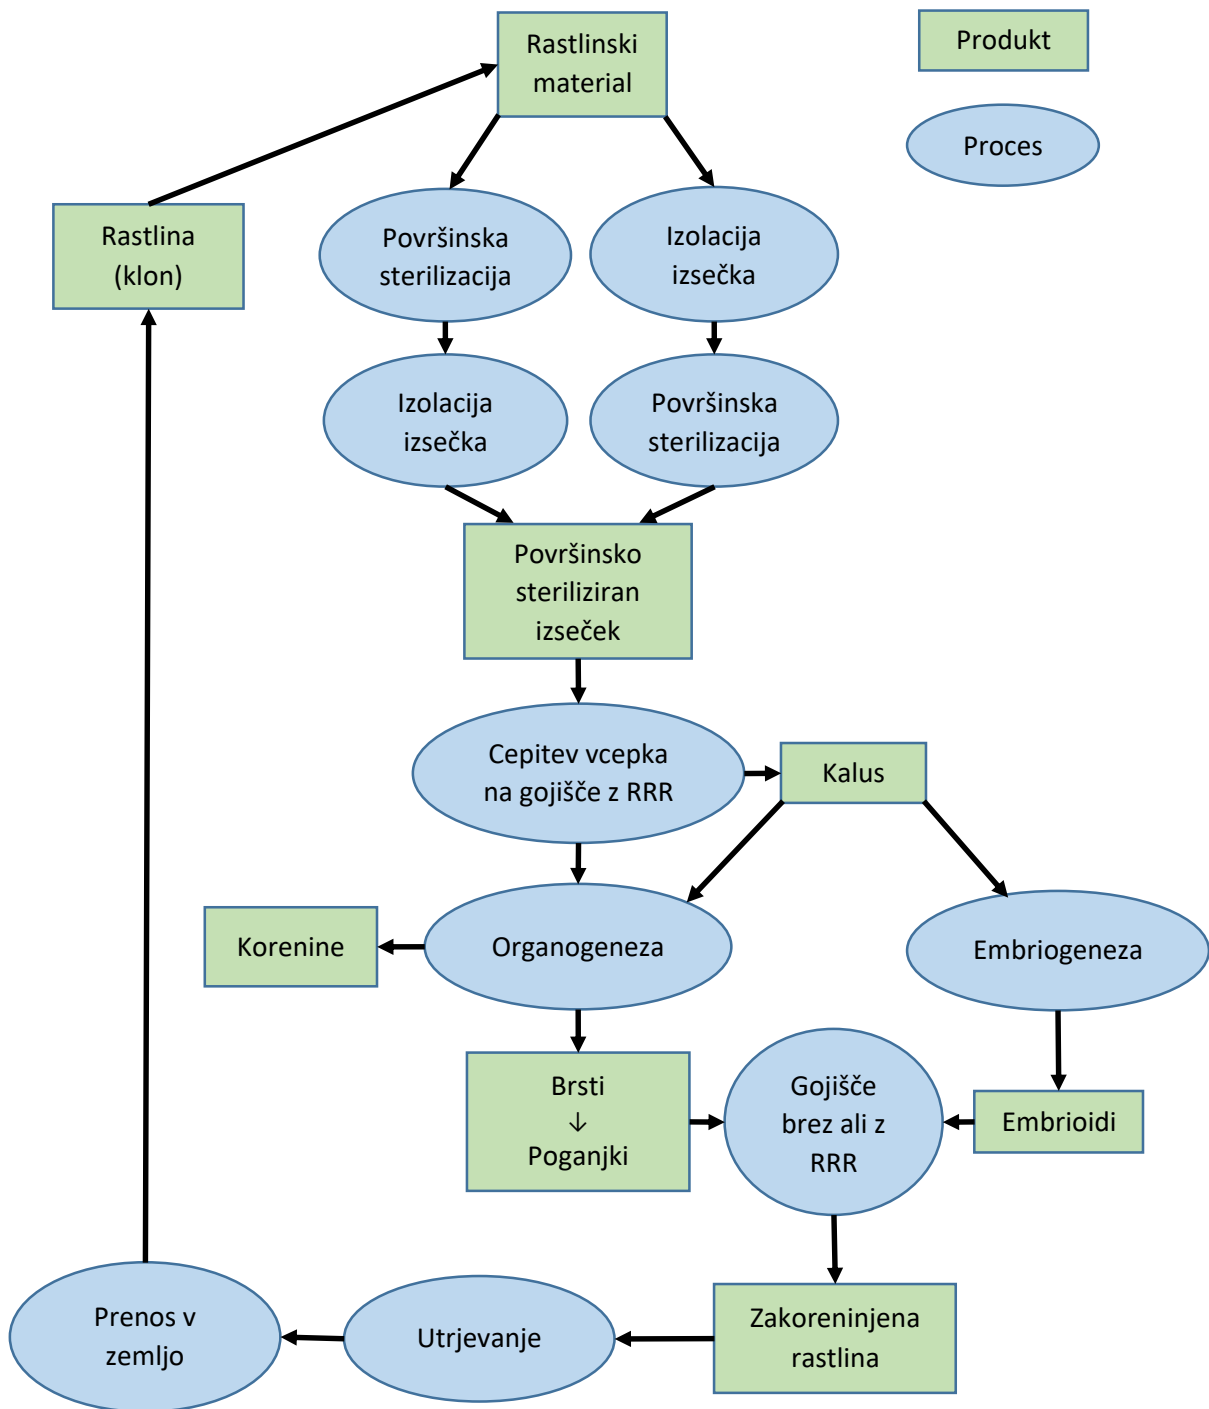 Rastlinski
material
Produkt
Proces
Rastlina
(klon)
Površinska
sterilizacija
Izolacija
izsečka
Izolacija
izsečka
Površinska
sterilizacija
Površinsko
steriliziran
izseček
Cepitev vcepka
na gojišče z RRR
Kalus
Korenine
Organogeneza
Embriogeneza
Brsti
↓
Poganjki
Gojišče
brez ali z
RRR
Embrioidi
Prenos v
zemljo
Utrjevanje
Zakoreninjena
rastlina